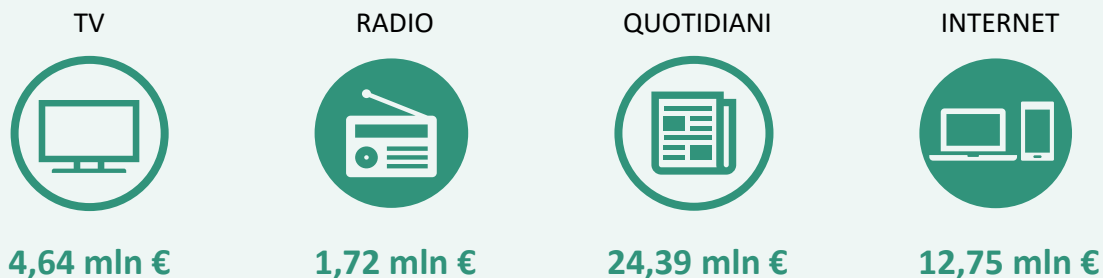 TV
RADIO
QUOTIDIANI
INTERNET
4,64 mln €
1,72 mln €
24,39 mln €
12,75 mln €